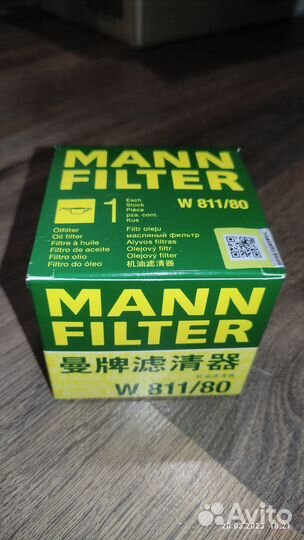 MANN
FILTER
W 811/80
1
Each
Stück
Pièce
pza. cont.
Kus
Ölfilter
Oil filter
Filtre à huile
Filtro de aceite
Filtro olio
Filtro do óleo
Filtr oleju
масляный фильтр
Alyvos filtras
Olejový filtr
Olejový filter
机油滤清器
MANN
FILTER
曼牌滤清器
机油滤清器
W 811/80
Avito
20.03.2023 18:21